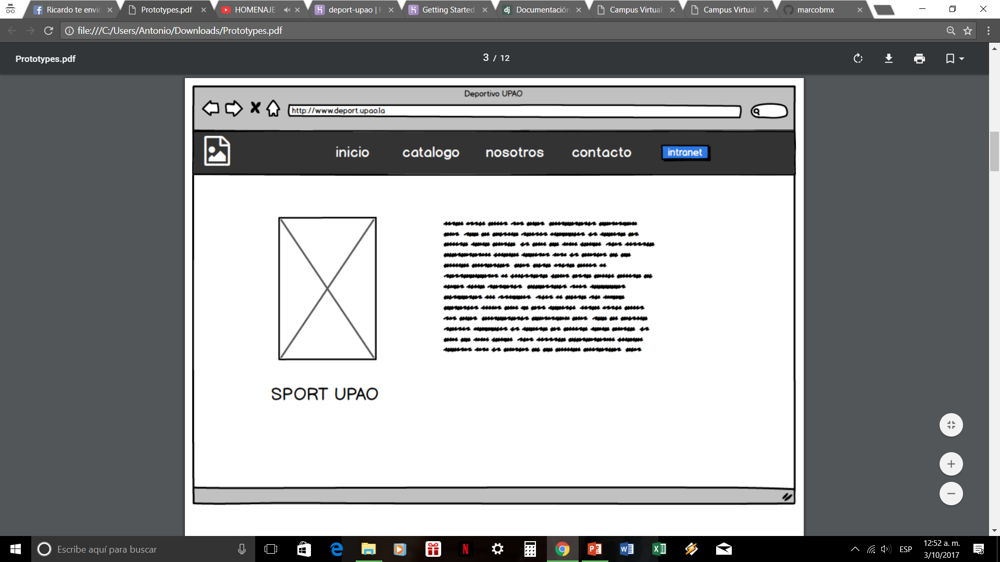 Ricardo te envió
Prototypes.pdf
HOMENAJE
deport-upao | H
Getting Started
Documentación
Campus Virtual
Campus Virtual
marcobmx
file:///C:/Users/Antonio/Downloads/Prototypes.pdf
Prototypes.pdf
3 / 12
Deportivo UPAO
http://www.deport.upao.la
inicio
catalogo
nosotros
contacto
intranet
SPORT UPAO
Escribe aquí para buscar
ESP
12:52 a. m.
3/10/2017